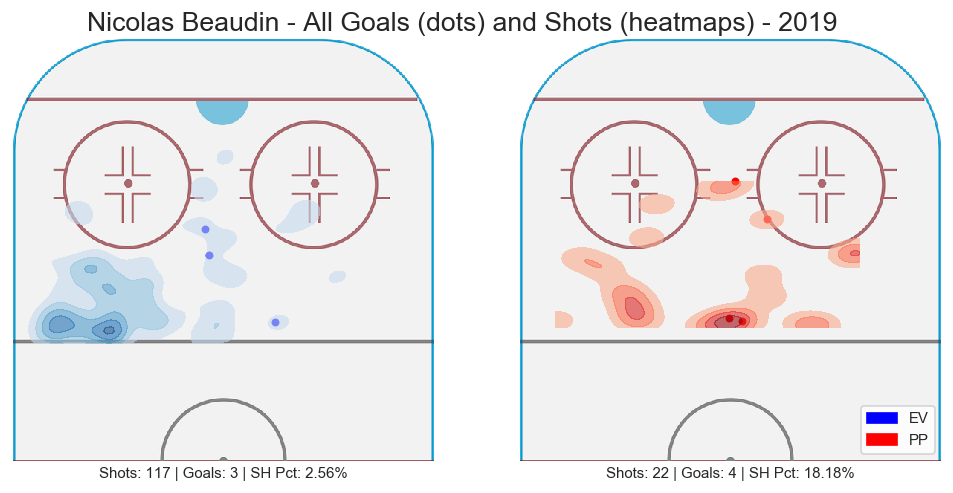 Nicolas Beaudin - All Goals (dots) and Shots (heatmaps) - 2019
EV
PP
Shots: 117 | Goals: 3 | SH Pct: 2.56%
Shots: 22 | Goals: 4 | SH Pct: 18.18%